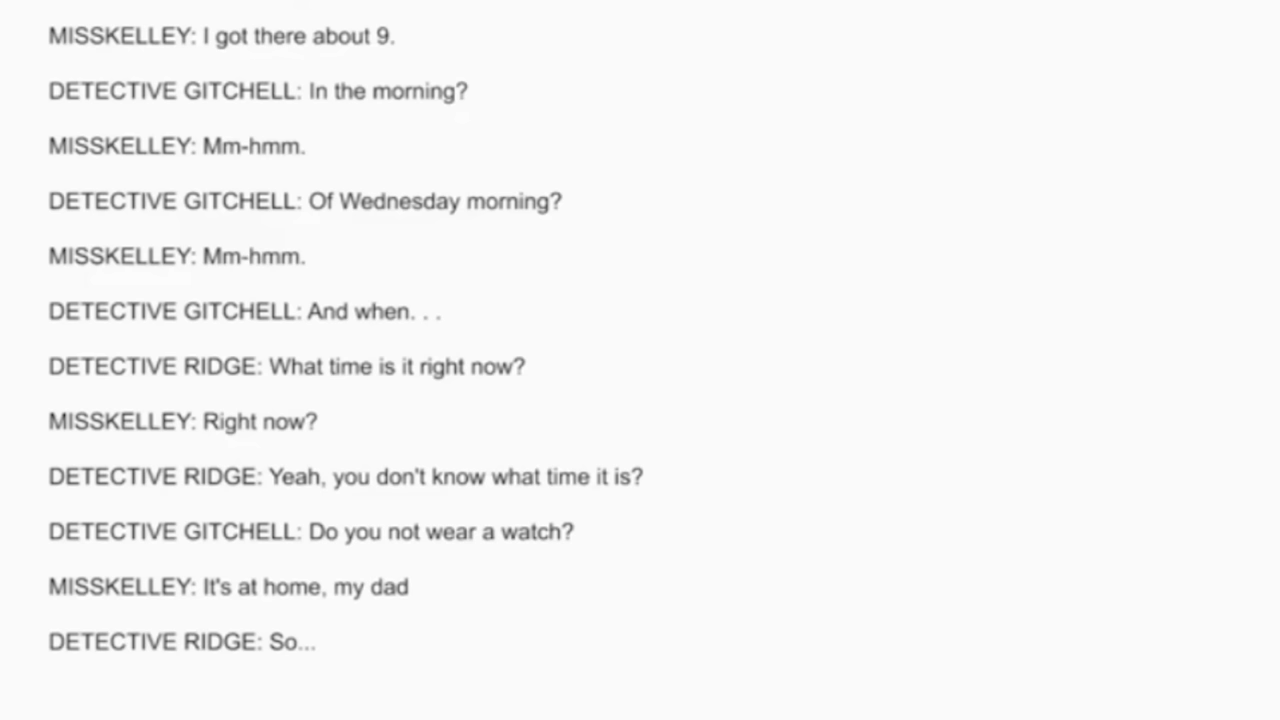 MISSKELLEY: I got there about 9.
DETECTIVE GITCHELL: In the morning?
MISSKELLEY: Mm-hmm.
DETECTIVE GITCHELL: Of Wednesday morning?
MISSKELLEY: Mm-hmm.
DETECTIVE GITCHELL: And when. . .
DETECTIVE RIDGE: What time is it right now?
MISSKELLEY: Right now?
DETECTIVE RIDGE: Yeah, you don't know what time it is?
DETECTIVE GITCHELL: Do you not wear a watch?
MISSKELLEY: It's at home, my dad
DETECTIVE RIDGE: So...